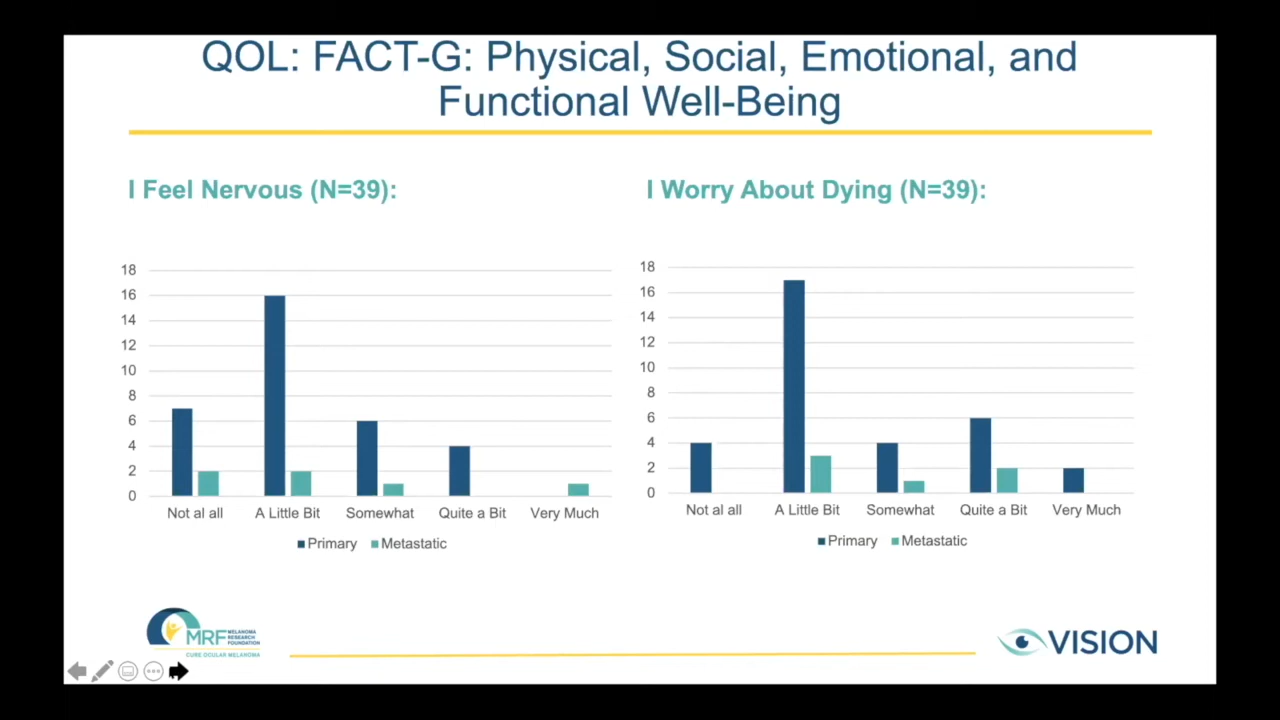 QOL: FACT-G: Physical, Social, Emotional, and
Functional Well-Being
I Feel Nervous (N=39):
18
16
14
12
10
8
6
4
2
0
Not al all A Little Bit Somewhat Quite a Bit Very Much
Primary Metastatic
I Worry About Dying (N=39):
18
16
14
12
10
8
6
4
2
0
Not al all A Little Bit Somewhat Quite a Bit Very Much
Primary Metastatic
MRF MELANOMA
RESEARCH
FOUNDATION
CURE OCULAR MELANOMA
VISION